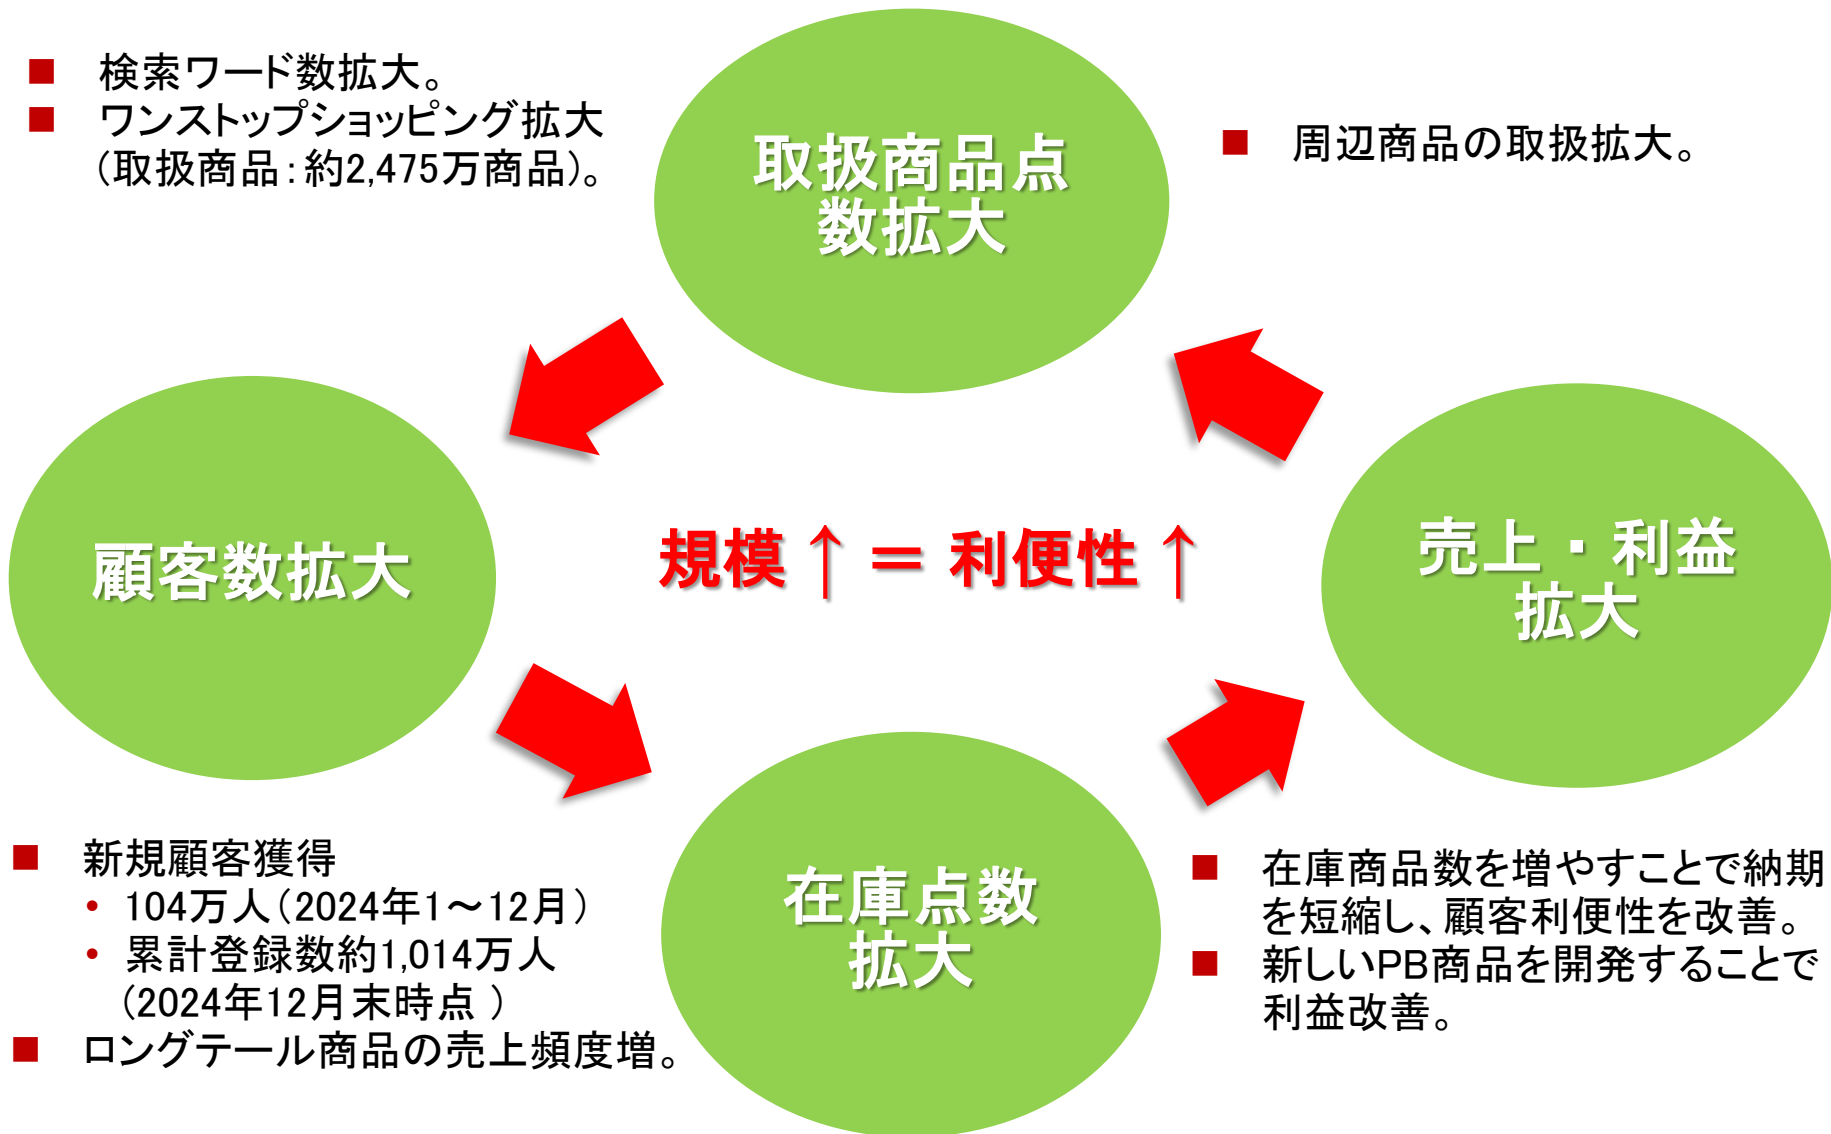 検索ワード数拡大。
ワンストップショッピング拡大
(取扱商品：約2,475万商品)。
取扱商品点
数拡大
周辺商品の取扱拡大。
顧客数拡大
規模 ↑ ＝ 利便性 ↑
売上・利益
拡大
新規顧客獲得
• 104万人（2024年1～12月）
• 累計登録数約1,014万人
（2024年12月末時点 ）
ロングテール商品の売上頻度増。
在庫点数
拡大
在庫商品数を増やすことで納期
を短縮し、顧客利便性を改善。
新しいPB商品を開発することで
利益改善。